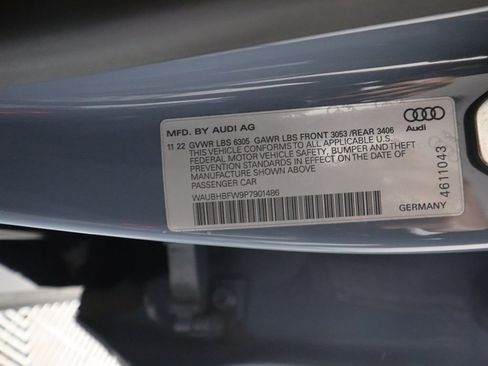 MFD. BY AUDI AG
Audi
11 22 GVWR LBS 6305 GAWR LBS FRONT 3053 /REAR 3406
THIS VEHICLE CONFORMS TO ALL APPLICABLE U.S.
FEDERAL MOTOR VEHICLE SAFETY, BUMPER AND THEFT
PREVENTION STANDARDS IN EFFECT ON THE DATE OF
MANUFACTURE SHOWN ABOVE
PASSENGER CAR
WAUBHBFW9P7901486
GERMANY
4611043